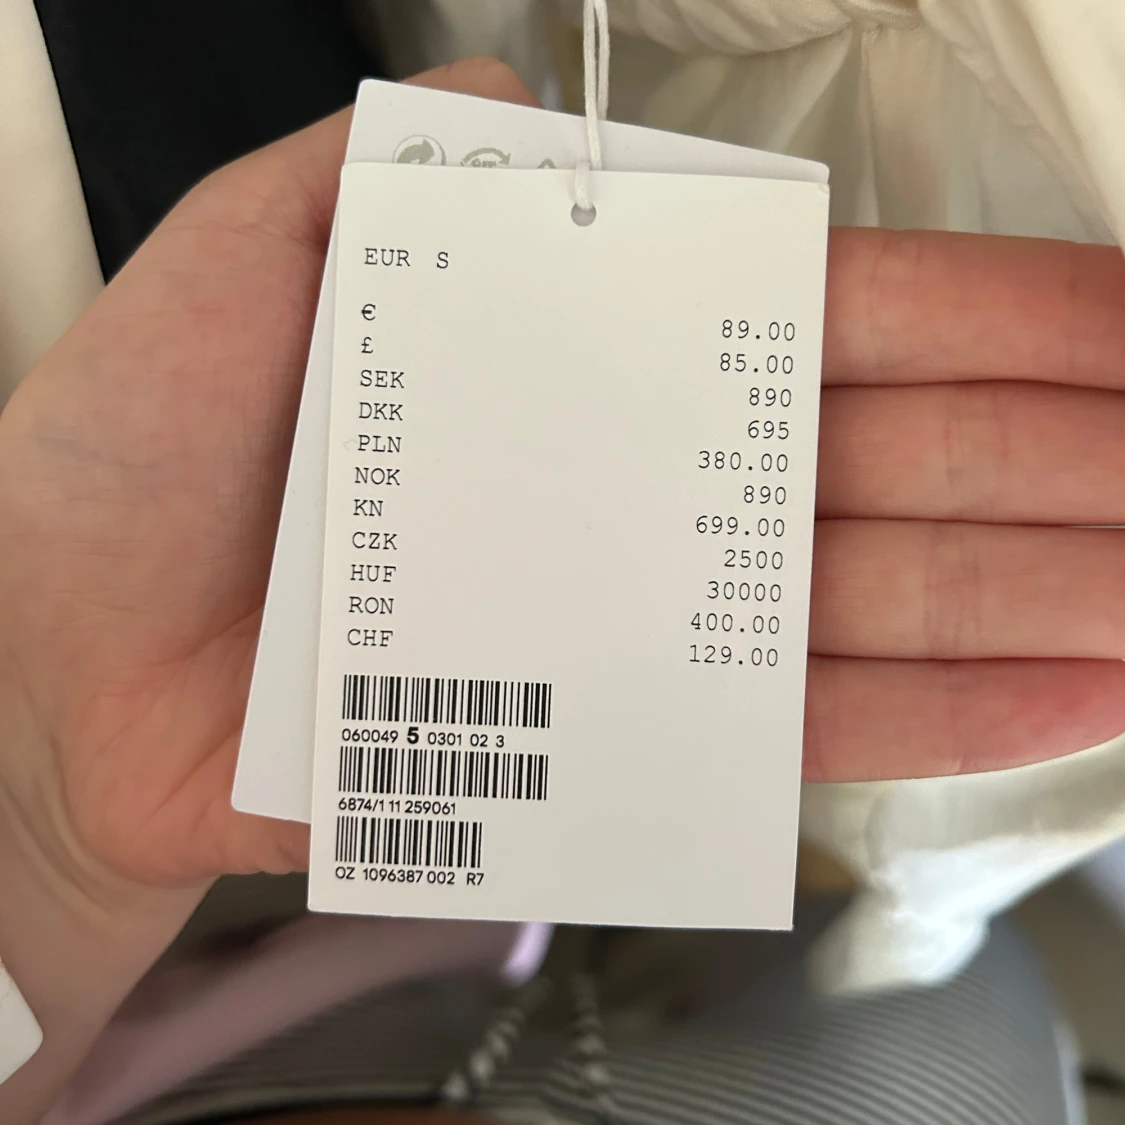 EUR S
€ 89.00
£ 85.00
SEK 890
DKK 695
PLN 380.00
NOK 890
KN 699.00
CZK 2500
HUF 30000
RON 400.00
CHF 129.00
060049 5 0301 02 3
6874/1 11 259061
OZ 1096387 002 R7